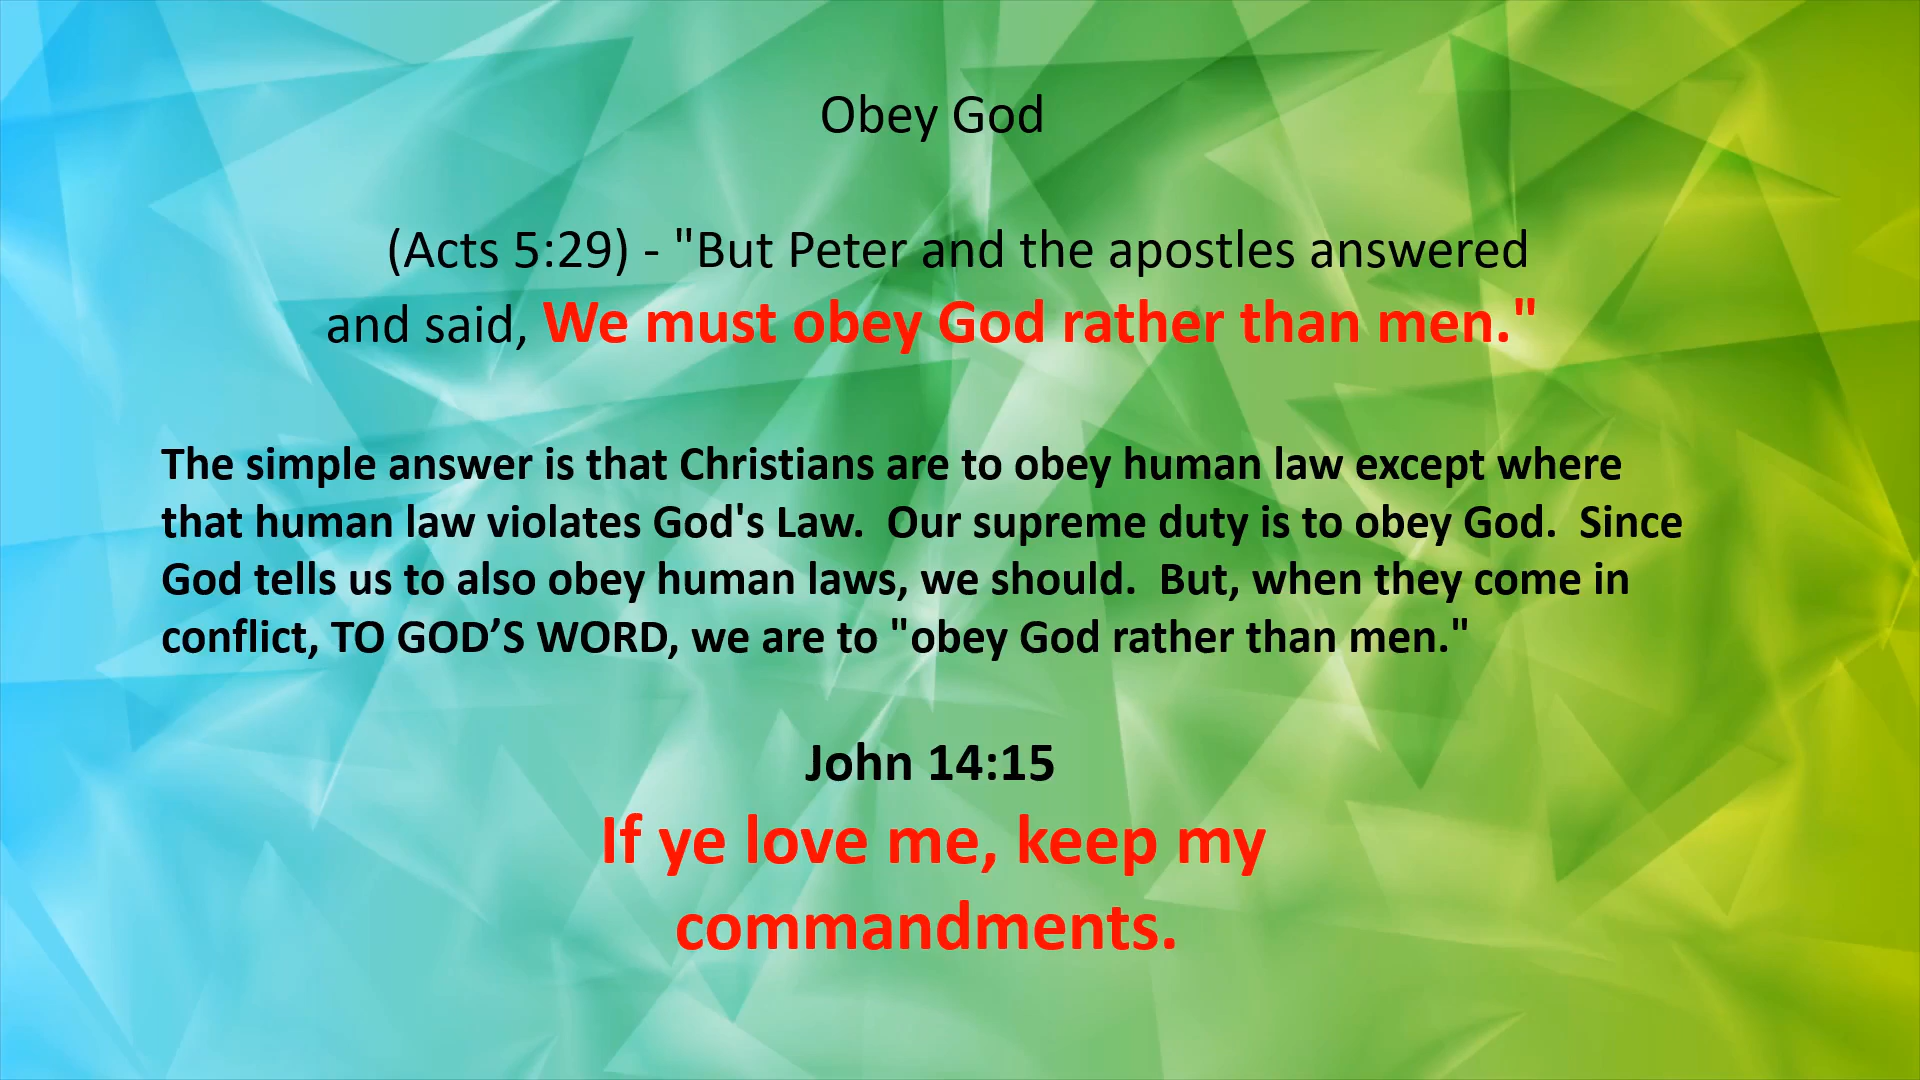 Obey God
(Acts 5:29) - "But Peter and the apostles answered
and said, We must obey God rather than men."
The simple answer is that Christians are to obey human law except where
that human law violates God's Law.  Our supreme duty is to obey God.  Since
God tells us to also obey human laws, we should.  But, when they come in
conflict, TO GOD’S WORD, we are to "obey God rather than men."
John 14:15
If ye love me, keep my
commandments.